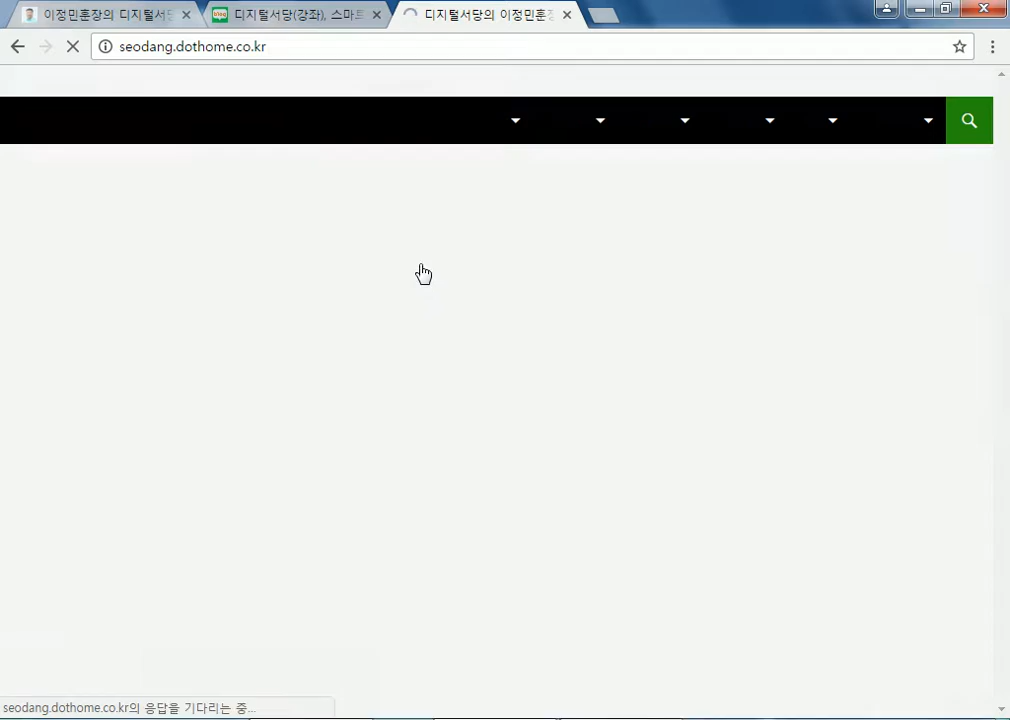 이정민훈장의 디지털서당
디지털서당(강좌), 스마트
디지털서당의 이정민훈장
seodang.dothome.co.kr
seodang.dothome.co.kr의 응답을 기다리는 중...